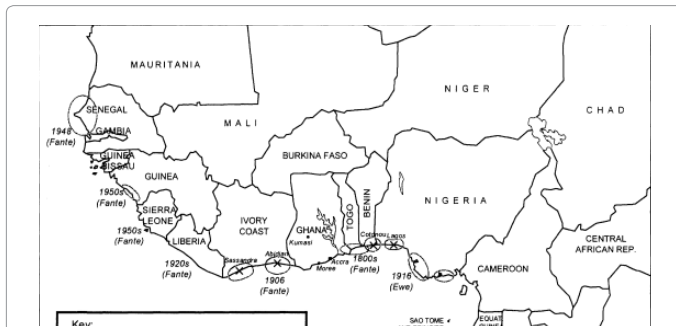 MAURITANIA
NIGER
CHAD
SENEGAL
MALI
1948
(Fante)
GAMBIA
GUINEA
BISSAU
BURKINA FASO
GUINEA
1950s
(Fante)
NIGERIA
BENIN
TOGO
SIERRA
LEONE
IVORY
COAST
GHANA
Kumasi
1950s
(Fante)
LIBERIA
Cotonou
Lagos
CENTRAL
AFRICAN REP.
Sassandra
Abidjan
Accra
Moree
1800s
(Fante)
1920s
(Fante)
1906
(Fante)
1916
(Ewe)
CAMEROON
Key:
SAO TOME
EQUAT.